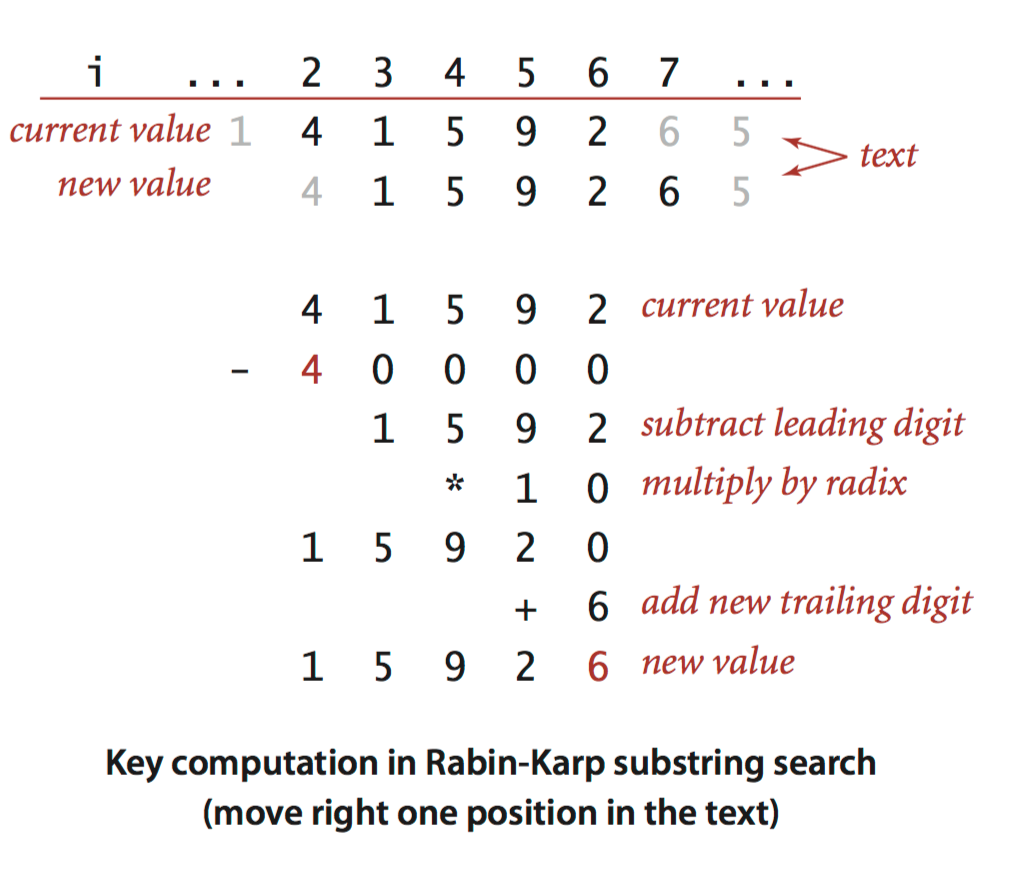 i ... 2 3 4 5 6 7 ...
current value 1 4 1 5 9 2 6 5 text
new value 4 1 5 9 2 6 5
4 1 5 9 2 current value
- 4 0 0 0 0
1 5 9 2 subtract leading digit
* 1 0 multiply by radix
1 5 9 2 0
+ 6 add new trailing digit
1 5 9 2 6 new value
Key computation in Rabin-Karp substring search
(move right one position in the text)